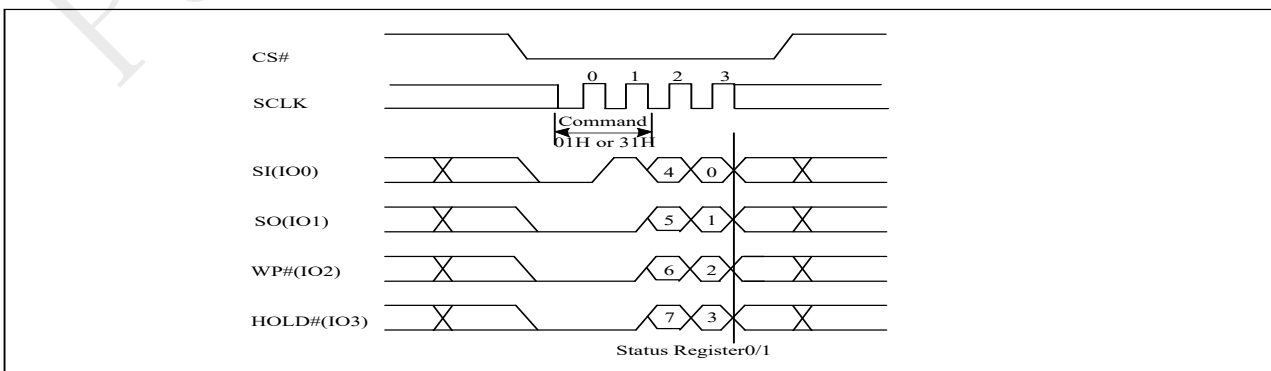 CS#
0 1 2 3
SCLK
Command
01H or 31H
SI(IO0) 4 0
SO(IO1) 5 1
WP#(IO2) 6 2
HOLD#(IO3) 7 3
Status Register0/1